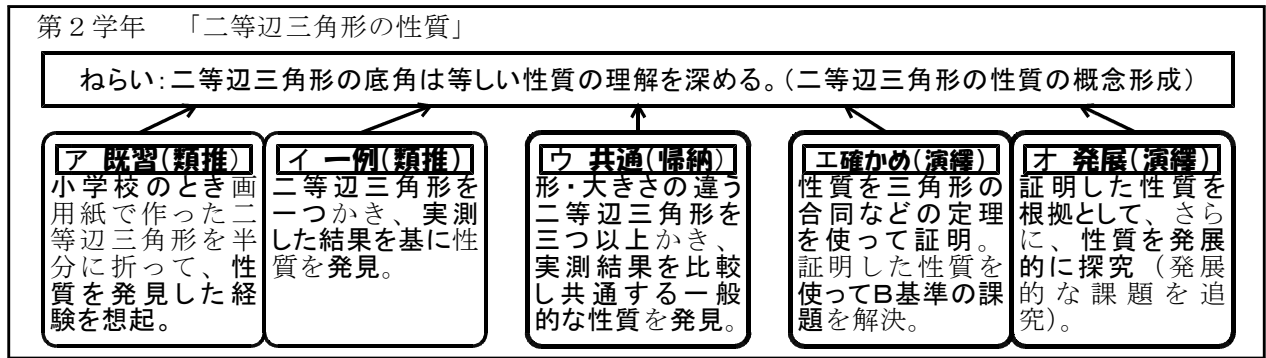 第2学年 「二等辺三角形の性質」
ねらい:二等辺三角形の底角は等しい性質の理解を深める。(二等辺三角形の性質の概念形成)
ア 既習(類推)
小学校のとき画
用紙で作った二
等辺三角形を半
分に折って、性
質を発見した経
験を想起。
イ 一例(類推)
二等辺三角形を
一つかき、実測
した結果を基に性
質を発見。
ウ 共通(帰納)
形・大きさの違う
二等辺三角形を
三つ以上かき、
実測結果を比較
し共通する一般
的な性質を発見。
エ確かめ(演繹)
性質を三角形の
合同などの定理
を使って証明。
証明した性質を
使ってB基準の課
題を解決。
オ 発展(演繹)
証明した性質を
根拠として、さら
に、性質を発展
的に探究(発展
的な課題を追
究)。